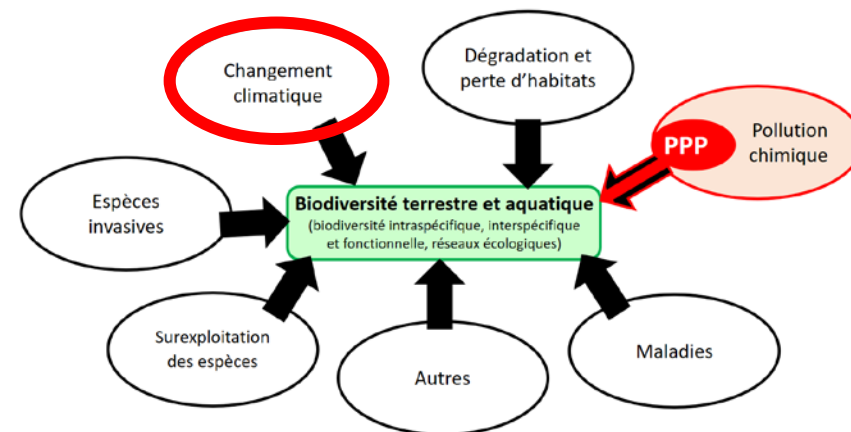 Changement
climatique
Dégradation et
perte d'habitats
PPP
Pollution
chimique
Espèces
invasives
Biodiversité terrestre et aquatique
(biodiversité intraspécifique, interspécifique
et fonctionnelle, réseaux écologiques)
Surexploitation
des espèces
Autres
Maladies